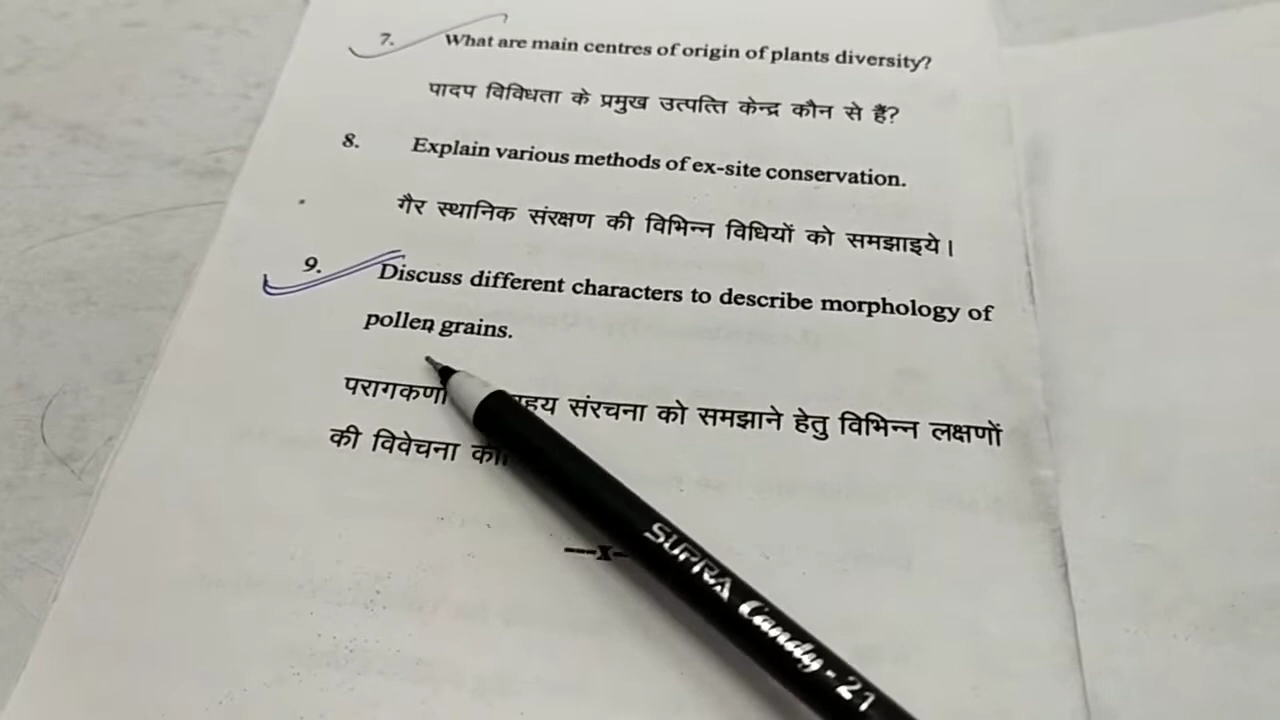 7. What are main centres of origin of plants diversity?
पादप विविधता के प्रमुख उत्पत्ति केन्द्र कौन से हैं?
8. Explain various methods of ex-site conservation.
गैर स्थानिक संरक्षण की विभिन्न विधियों को समझाइये।
9. Discuss different characters to describe morphology of
pollen grains.
संरचना को समझाने हेतु विभिन्न लक्षणों
की विवेचना
---x-
SUPRA Candy - 21